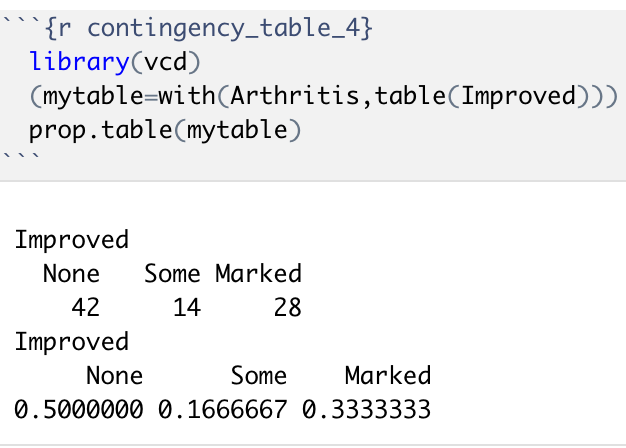 ```{r contingency_table_4}
  library(vcd)
  (mytable=with(Arthritis,table(Improved)))
  prop.table(mytable)
```
Improved
  None   Some Marked
    42     14     28
Improved
     None      Some    Marked
0.5000000 0.1666667 0.3333333